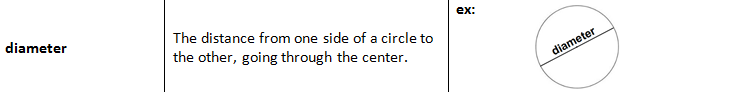 diameter
The distance from one side of a circle to
the other, going through the center.
ex:
diameter